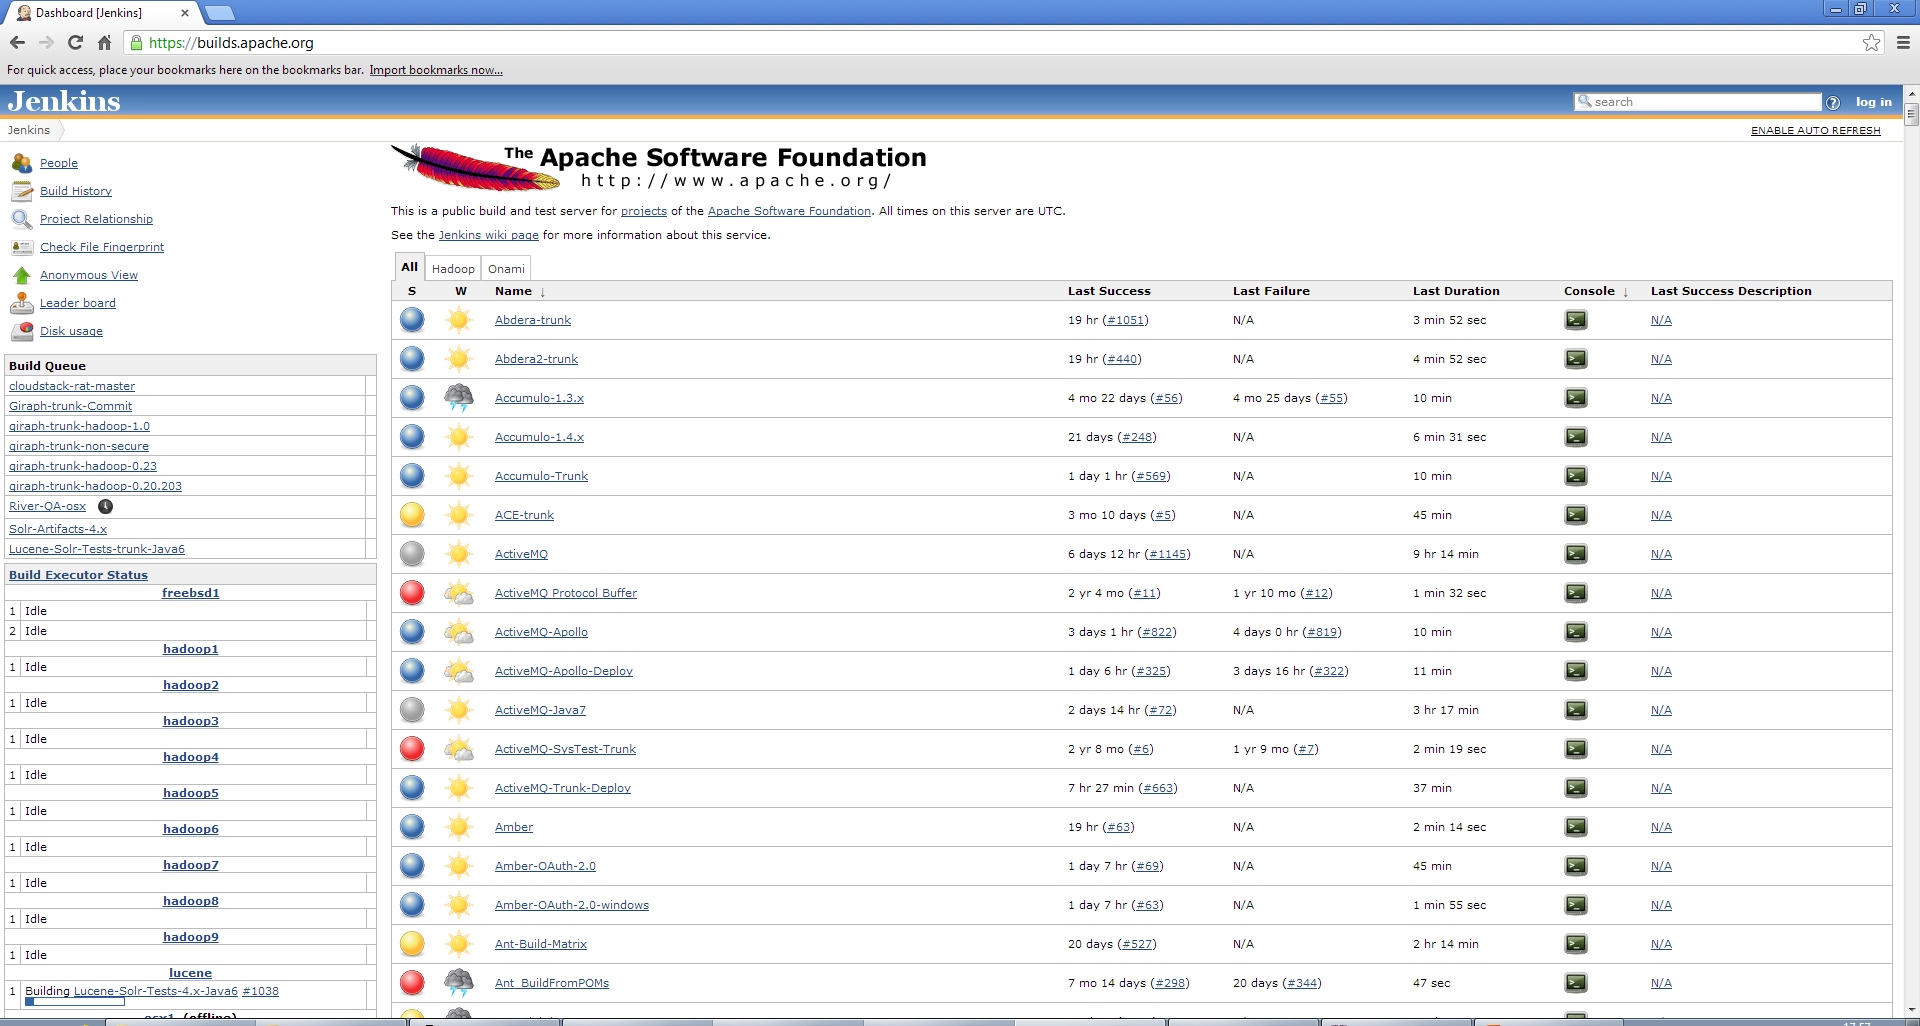 Dashboard [Jenkins]
https://builds.apache.org
For quick access, place your bookmarks here on the bookmarks bar. Import bookmarks now...
Jenkins
search
log in
Jenkins
ENABLE AUTO REFRESH
People
Build History
Project Relationship
Check File Fingerprint
Anonymous View
Leader board
Disk usage
Build Queue
cloudstack-rat-master
Giraph-trunk-Commit
giraph-trunk-hadoop-1.0
giraph-trunk-non-secure
giraph-trunk-hadoop-0.23
giraph-trunk-hadoop-0.20.203
River-QA-osx
Solr-Artifacts-4.x
Lucene-Solr-Tests-trunk-Java6
Build Executor Status
freebsd1
1 Idle
2 Idle
hadoop1
1 Idle
hadoop2
1 Idle
hadoop3
1 Idle
hadoop4
1 Idle
hadoop5
1 Idle
hadoop6
1 Idle
hadoop7
1 Idle
hadoop8
1 Idle
hadoop9
1 Idle
lucene
1 Building Lucene-Solr-Tests-4.x-Java6 #1038
osx1 (offline)
The Apache Software Foundation
http://www.apache.org/
This is a public build and test server for projects of the Apache Software Foundation. All times on this server are UTC.
See the Jenkins wiki page for more information about this service.
All Hadoop Onami
S W Name ↓ Last Success Last Failure Last Duration Console ↓ Last Success Description
Abdera-trunk 19 hr (#1051) N/A 3 min 52 sec N/A
Abdera2-trunk 19 hr (#440) N/A 4 min 52 sec N/A
Accumulo-1.3.x 4 mo 22 days (#56) 4 mo 25 days (#55) 10 min N/A
Accumulo-1.4.x 21 days (#248) N/A 6 min 31 sec N/A
Accumulo-Trunk 1 day 1 hr (#569) N/A 10 min N/A
ACE-trunk 3 mo 10 days (#5) N/A 45 min N/A
ActiveMQ 6 days 12 hr (#1145) N/A 9 hr 14 min N/A
ActiveMQ Protocol Buffer 2 yr 4 mo (#11) 1 yr 10 mo (#12) 1 min 32 sec N/A
ActiveMQ-Apollo 3 days 1 hr (#822) 4 days 0 hr (#819) 10 min N/A
ActiveMQ-Apollo-Deploy 1 day 6 hr (#325) 3 days 16 hr (#322) 11 min N/A
ActiveMQ-Java7 2 days 14 hr (#72) N/A 3 hr 17 min N/A
ActiveMQ-SysTest-Trunk 2 yr 8 mo (#6) 1 yr 9 mo (#7) 2 min 19 sec N/A
ActiveMQ-Trunk-Deploy 7 hr 27 min (#663) N/A 37 min N/A
Amber 19 hr (#63) N/A 2 min 14 sec N/A
Amber-OAuth-2.0 1 day 7 hr (#69) N/A 45 min N/A
Amber-OAuth-2.0-windows 1 day 7 hr (#63) N/A 1 min 55 sec N/A
Ant-Build-Matrix 20 days (#527) N/A 2 hr 14 min N/A
Ant_BuildFromPOMs 7 mo 14 days (#298) 20 days (#344) 47 sec N/A